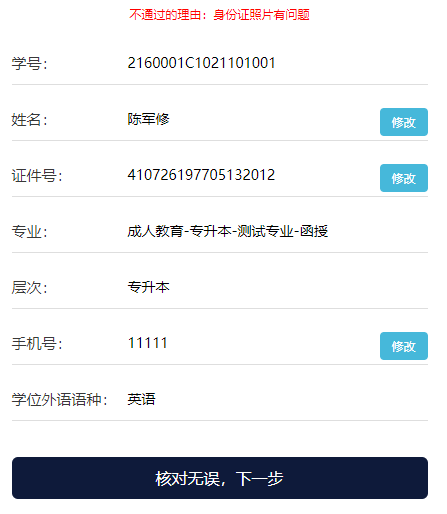 不通过的理由：身份证照片有问题
学号： 2160001C1021101001
姓名： 陈军修 修改
证件号： 410726197705132012 修改
专业： 成人教育-专升本-测试专业-函授
层次： 专升本
手机号： 11111 修改
学位外语语种： 英语
核对无误，下一步